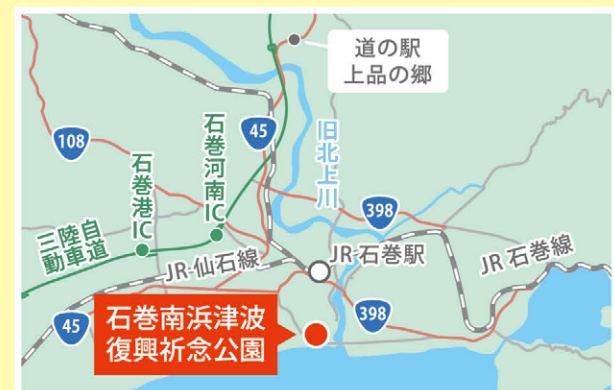 道の駅
上品の郷
108
45
石巻河南IC
石巻港IC
三陸自
動車道
旧北上川
398
JR 石巻駅
JR 仙石線
JR 石巻線
45
398
石巻南浜津波
復興祈念公園